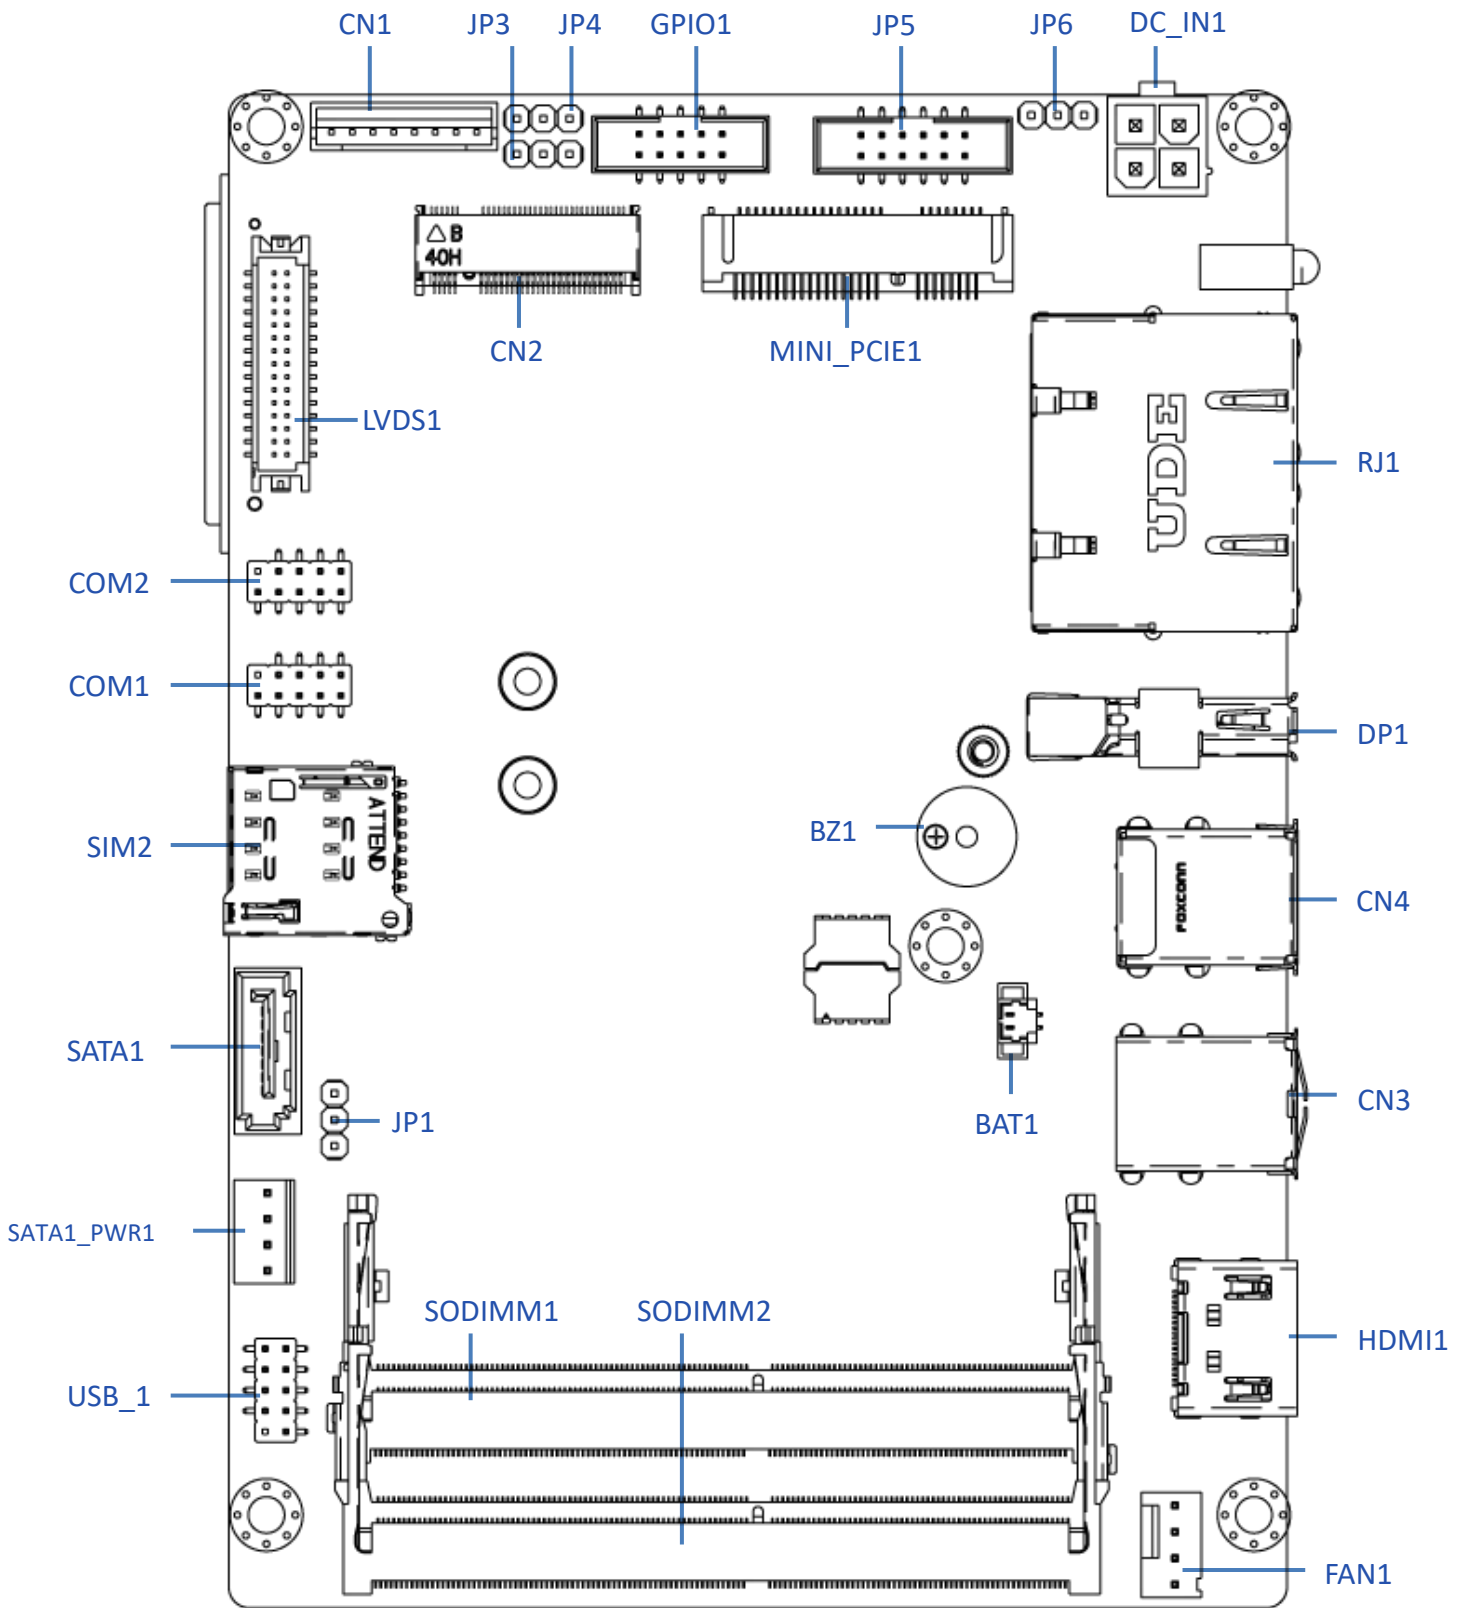 CN1
JP3
JP4
GPIO1
JP5
JP6
DC_IN1
B
40H
CN2
MINI_PCIE1
LVDS1
UDE
RJ1
COM2
COM1
DP1
ATTEND
SIM2
BZ1
FOXCONN
CN4
SATA1
JP1
BAT1
CN3
SATA1_PWR1
SODIMM1
SODIMM2
HDMI1
USB_1
FAN1